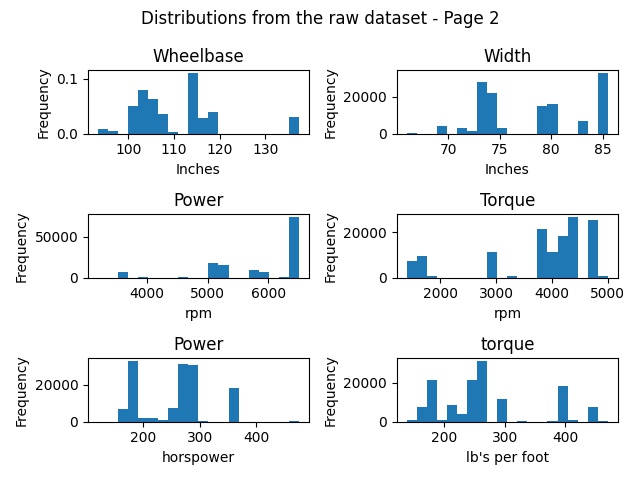 Distributions from the raw dataset - Page 2
Wheelbase
Frequency
0.1
0.0
100 110 120 130
Inches
Width
Frequency
20000
0
70 75 80 85
Inches
Power
Frequency
50000
0
4000 5000 6000
rpm
Torque
Frequency
20000
0
2000 3000 4000 5000
rpm
Power
Frequency
20000
0
200 300 400
horspower
torque
Frequency
20000
0
200 300 400
lb's per foot